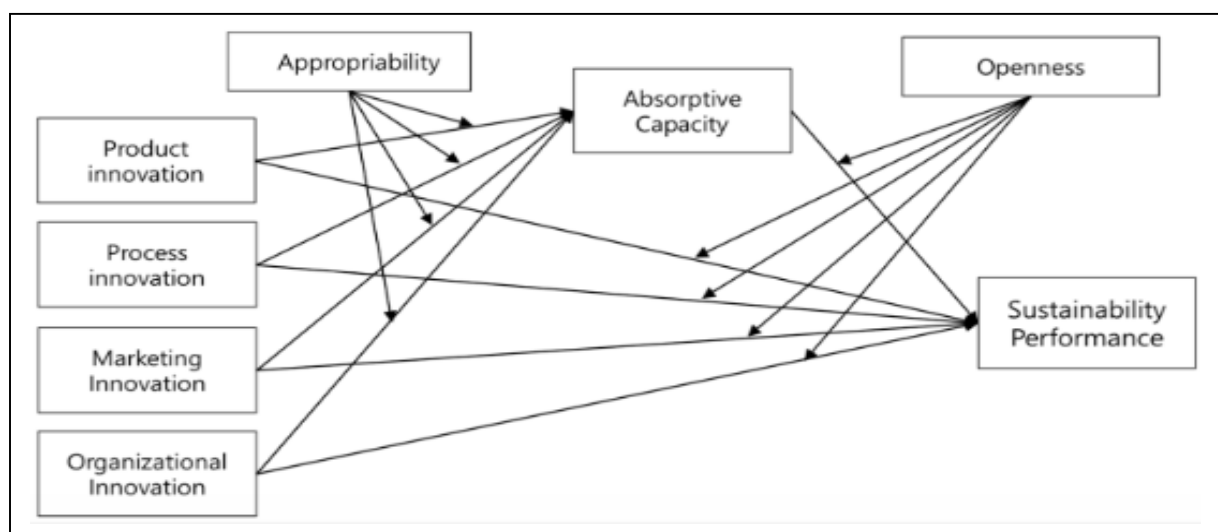 Appropriability
Absorptive
Capacity
Openness
Product
innovation
Process
innovation
Marketing
Innovation
Organizational
Innovation
Sustainability
Performance